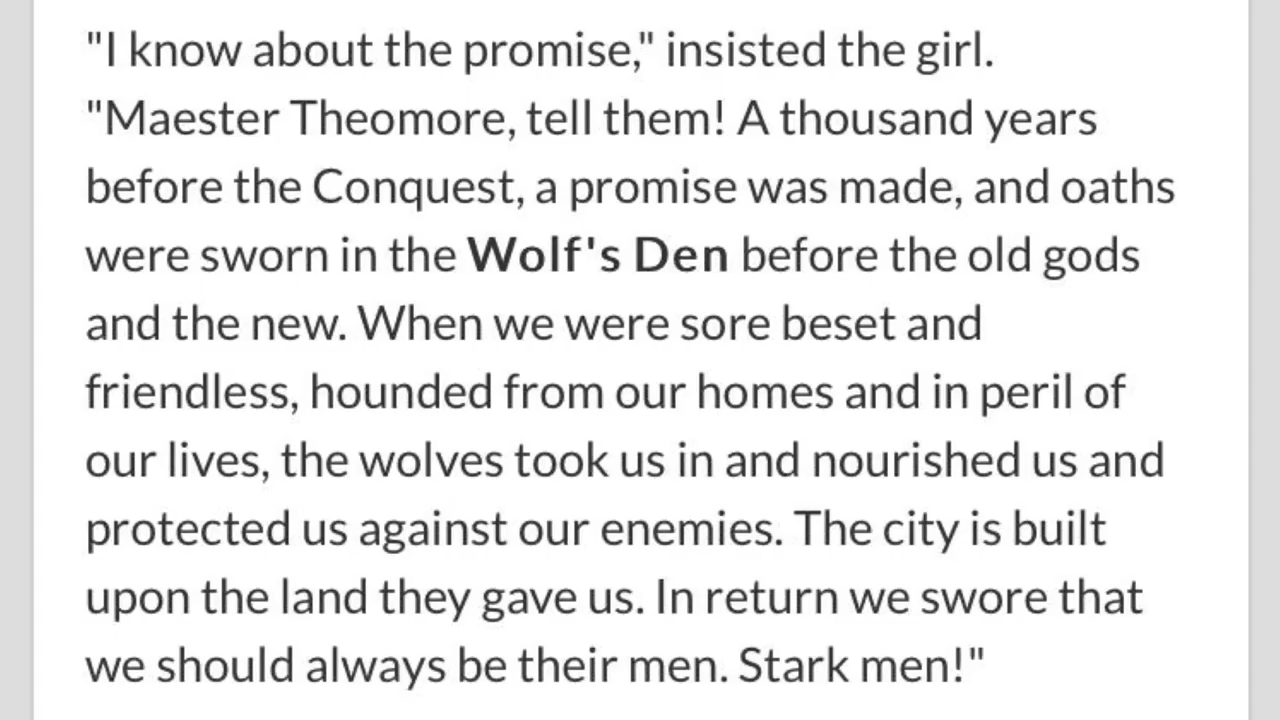 "I know about the promise," insisted the girl.
"Maester Theomore, tell them! A thousand years
before the Conquest, a promise was made, and oaths
were sworn in the Wolf's Den before the old gods
and the new. When we were sore beset and
friendless, hounded from our homes and in peril of
our lives, the wolves took us in and nourished us and
protected us against our enemies. The city is built
upon the land they gave us. In return we swore that
we should always be their men. Stark men!"